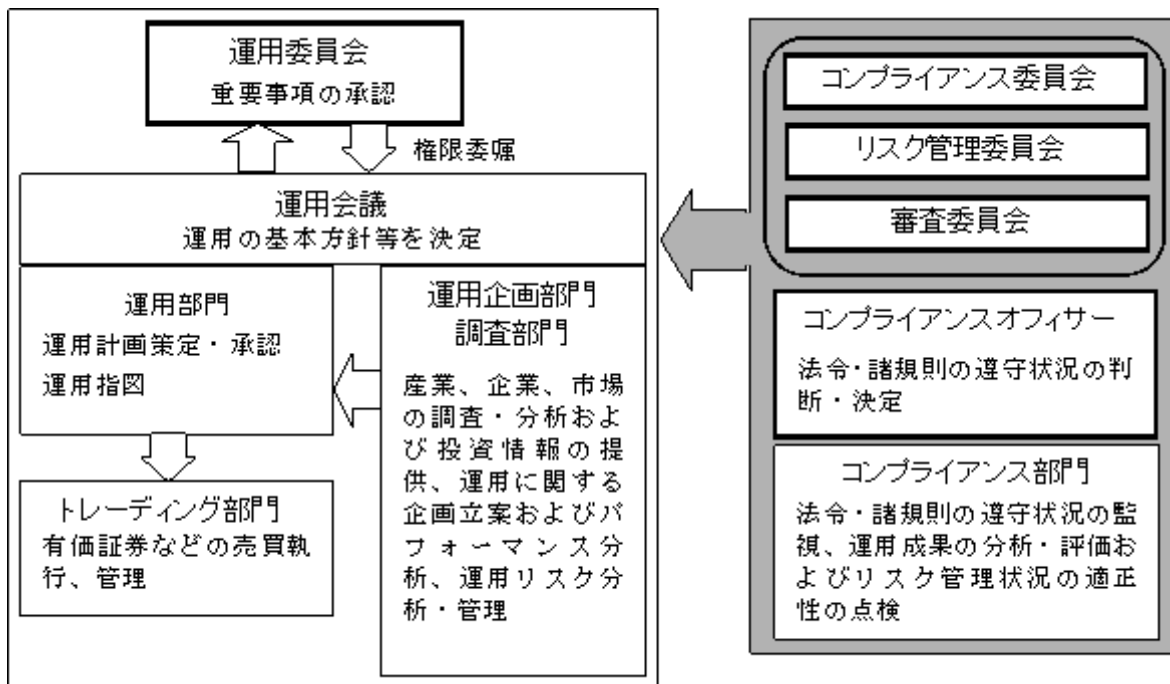 運用委員会
重要事項の承認
権限委嘱
運用会議
運用の基本方針等を決定
運用部門
運用計画策定・承認
運用指図
トレーディング部門
有価証券などの売買執
行、管理
運用企画部門
調査部門
産業、企業、市場
の調査・分析およ
び投資情報の提
供、運用に関する
企画立案およびパ
フォーマンス分
析、運用リスク分
析・管理
コンプライアンス委員会
リスク管理委員会
審査委員会
コンプライアンスオフィサー
法令・諸規則の遵守状況の判
断・決定
コンプライアンス部門
法令・諸規則の遵守状況の監
視、運用成果の分析・評価お
よびリスク管理状況の適正
性の点検